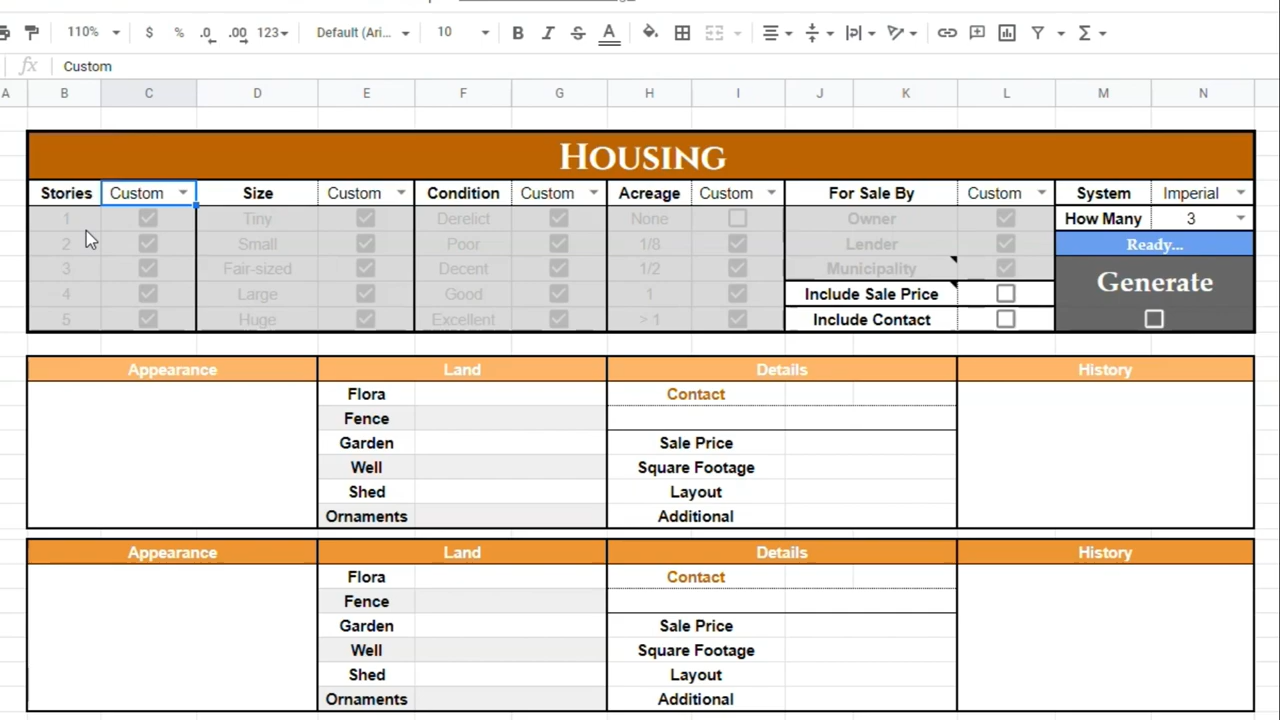 110% $ % .0 .00 123 Default (Ari... 10 B I S A Σ
fx Custom
A B C D E F G H I J K L M N
Housing
Stories Custom Size Custom Condition Custom Acreage Custom For Sale By Custom System Imperial
1 Tiny Derelict None Owner How Many 3
2 Small Poor 1/8 Lender Ready...
3 Fair-sized Decent 1/2 Municipality
4 Large Good 1 Include Sale Price Generate
5 Huge Excellent > 1 Include Contact
Appearance Land Details History
Flora Contact
Fence
Garden Sale Price
Well Square Footage
Shed Layout
Ornaments Additional
Appearance Land Details History
Flora Contact
Fence
Garden Sale Price
Well Square Footage
Shed Layout
Ornaments Additional